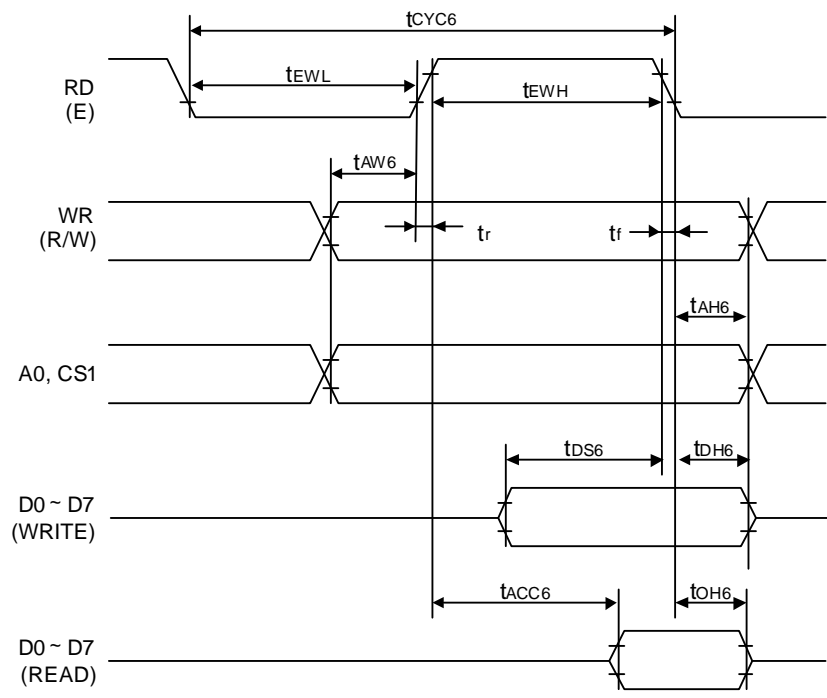 tCYC6
tEWL
RD
(E)
tEWH
tAW6
WR
(R/W)
tr
tf
tAH6
A0, CS1
tDS6
tDH6
D0 ~ D7
(WRITE)
tACC6
tOH6
D0 ~ D7
(READ)